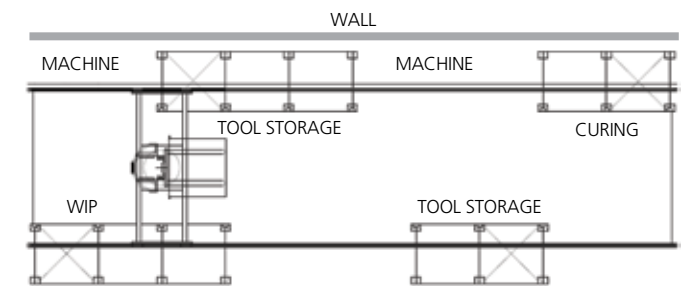 WALL
MACHINE
MACHINE
TOOL STORAGE
CURING
WIP
TOOL STORAGE